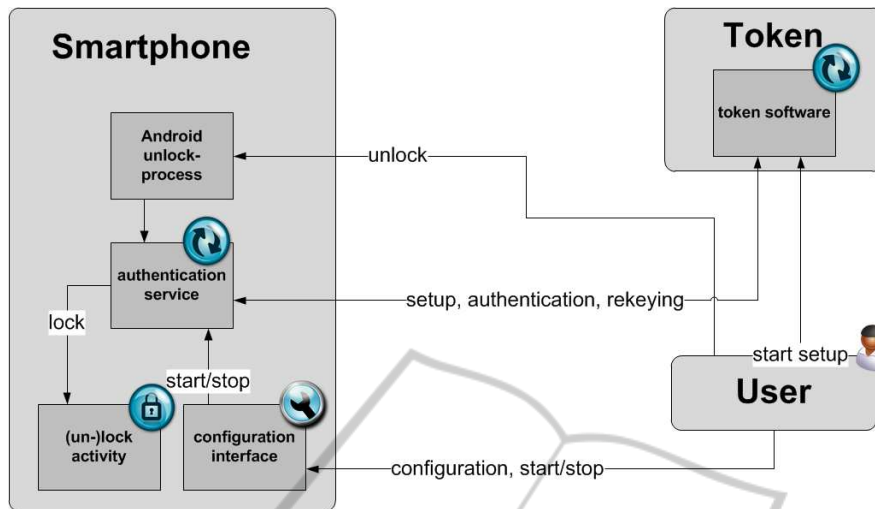 Smartphone
Token
token software
Android
unlock-
process
unlock
authentication
service
setup, authentication, rekeying
lock
start/stop
start setup
User
(un-)lock
activity
configuration
interface
configuration, start/stop